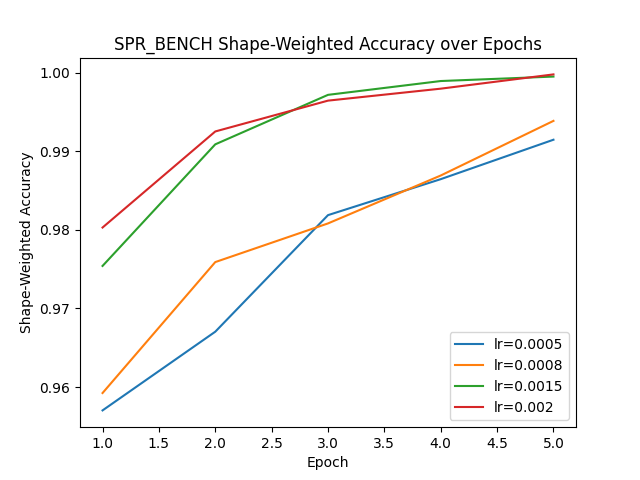 SPR_BENCH Shape-Weighted Accuracy over Epochs
Shape-Weighted Accuracy
1.00
0.99
0.98
0.97
0.96
lr=0.0005
lr=0.0008
lr=0.0015
lr=0.002
1.0 1.5 2.0 2.5 3.0 3.5 4.0 4.5 5.0
Epoch